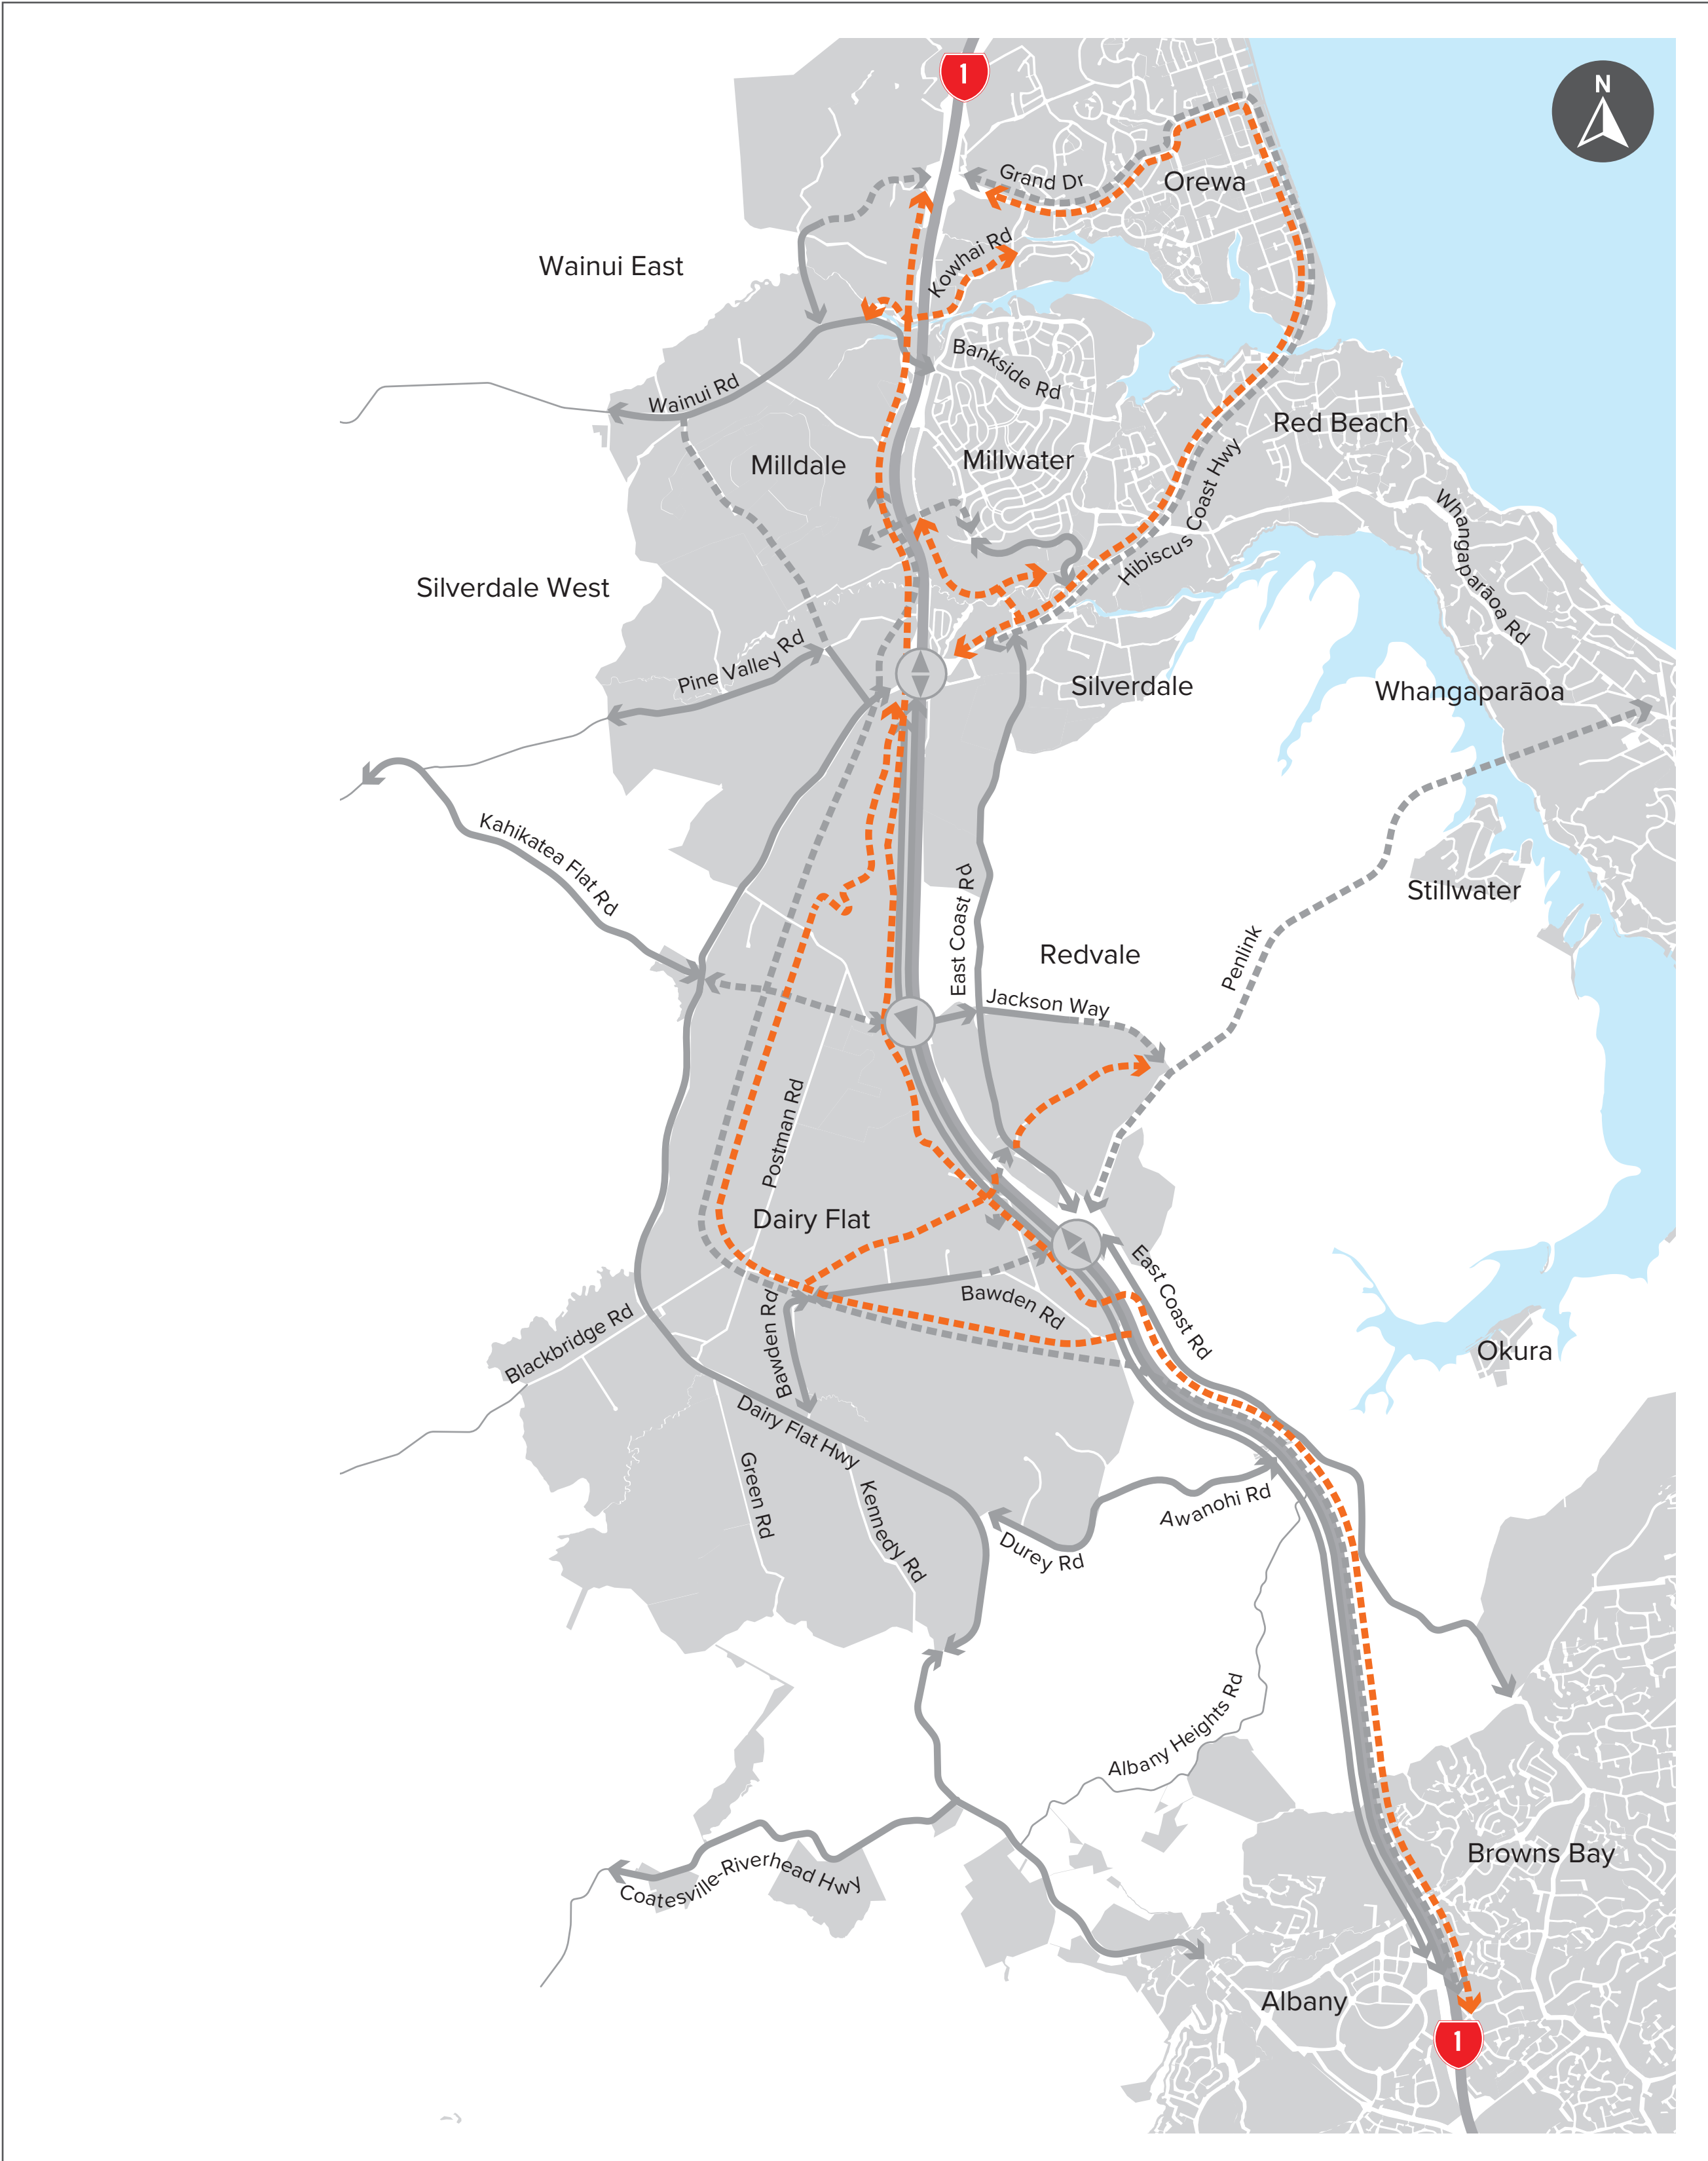 1
N
Grand Dr
Orewa
Wainui East
Kowhai Rd
Bankside Rd
Wainui Rd
Red Beach
Milldale
Millwater
Hibiscus Coast Hwy
Whangaparāoa Rd
Silverdale West
Pine Valley Rd
Silverdale
Whangaparāoa
Kahikatea Flat Rd
Stillwater
East Coast Rd
Redvale
Penlink
Jackson Way
Postman Rd
Dairy Flat
East Coast Rd
Bawden Rd
Bawden Rd
Blackbridge Rd
Okura
Dairy Flat Hwy
Green Rd
Kennedy Rd
Awanohi Rd
Durey Rd
Albany Heights Rd
Browns Bay
Coatesville-Riverhead Hwy
Albany
1